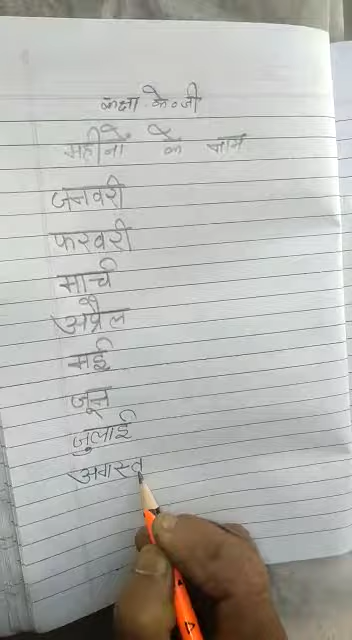 कक्षा के॰जी
महीनों के नाम
जनवरी
फरवरी
मार्च
अप्रैल
मई
जून
जुलाई
अगस्त